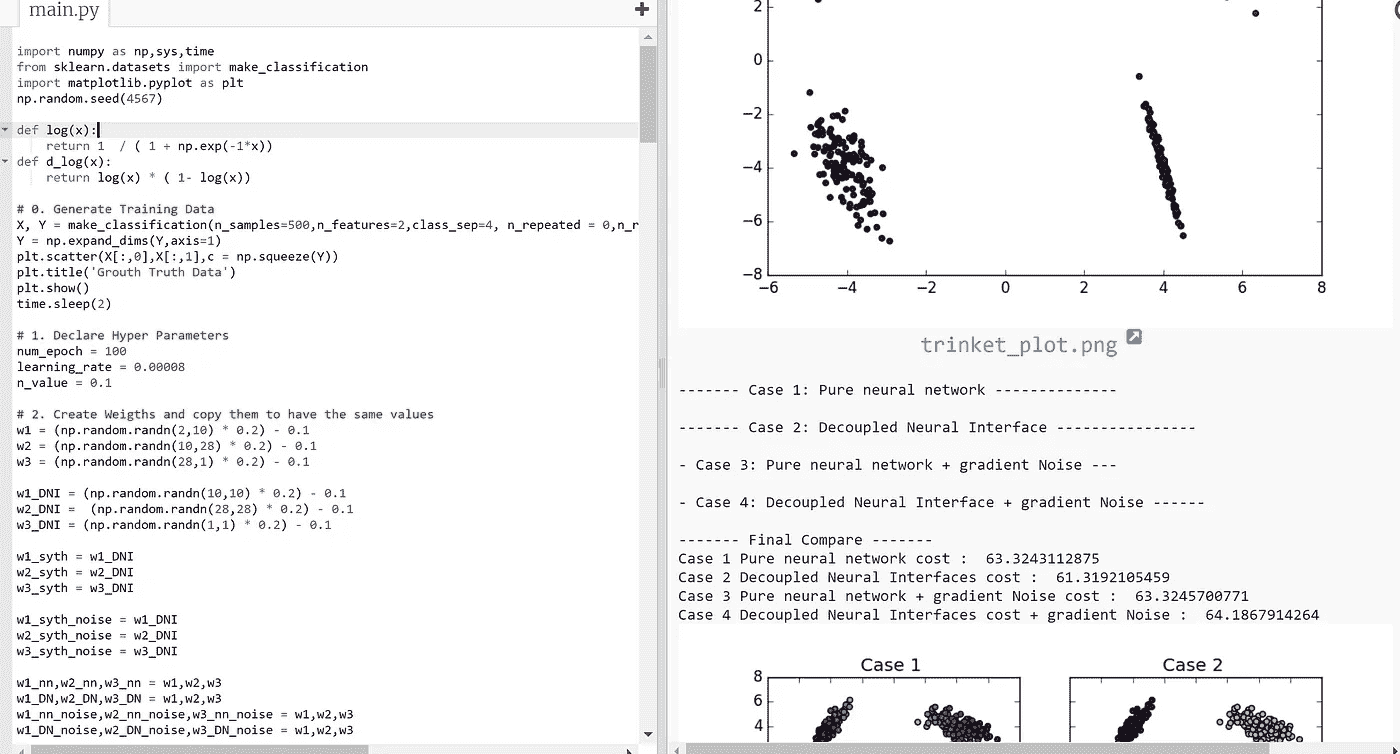 main.py
import numpy as np,sys,time
from sklearn.datasets import make_classification
import matplotlib.pyplot as plt
np.random.seed(4567)
def log(x):
return 1 / ( 1 + np.exp(-1*x))
def d_log(x):
return log(x) * ( 1- log(x))
# 0. Generate Training Data
X, Y = make_classification(n_samples=500,n_features=2,class_sep=4, n_repeated = 0,n_r
Y = np.expand_dims(Y,axis=1)
plt.scatter(X[:,0],X[:,1],c = np.squeeze(Y))
plt.title('Grouth Truth Data')
plt.show()
time.sleep(2)
# 1. Declare Hyper Parameters
num_epoch = 100
learning_rate = 0.00008
n_value = 0.1
# 2. Create Weigths and copy them to have the same values
w1 = (np.random.randn(2,10) * 0.2) - 0.1
w2 = (np.random.randn(10,28) * 0.2) - 0.1
w3 = (np.random.randn(28,1) * 0.2) - 0.1
w1_DNI = (np.random.randn(10,10) * 0.2) - 0.1
w2_DNI =  (np.random.randn(28,28) * 0.2) - 0.1
w3_DNI = (np.random.randn(1,1) * 0.2) - 0.1
w1_syth = w1_DNI
w2_syth = w2_DNI
w3_syth = w3_DNI
w1_syth_noise = w1_DNI
w2_syth_noise = w2_DNI
w3_syth_noise = w3_DNI
w1_nn,w2_nn,w3_nn = w1,w2,w3
w1_DN,w2_DN,w3_DN = w1,w2,w3
w1_nn_noise,w2_nn_noise,w3_nn_noise = w1,w2,w3
w1_DN_noise,w2_DN_noise,w3_DN_noise = w1,w2,w3
2
0
−2
−4
−6
−8
−6 −4 −2 0 2 4 6 8
trinket_plot.png
------- Case 1: Pure neural network --------------
------- Case 2: Decoupled Neural Interface ----------------
- Case 3: Pure neural network + gradient Noise ---
- Case 4: Decoupled Neural Interface + gradient Noise ------
------- Final Compare -------
Case 1 Pure neural network cost :  63.3243112875
Case 2 Decoupled Neural Interfaces cost :  61.3192105459
Case 3 Pure neural network + gradient Noise cost :  63.3245700771
Case 4 Decoupled Neural Interfaces cost + gradient Noise :  64.1867914264
Case 1
Case 2
8
6
4